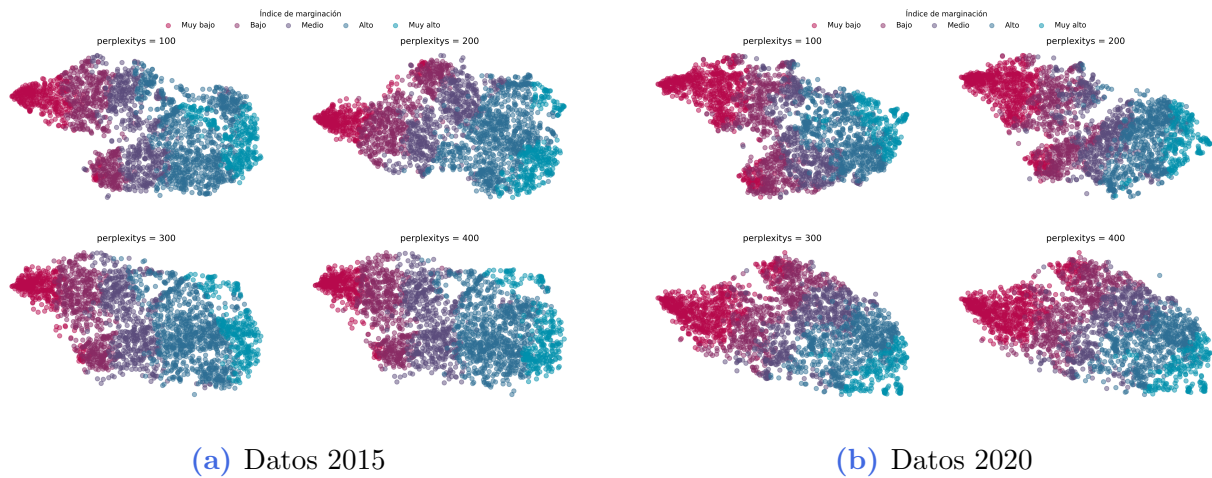 Índice de marginación
Muy bajo Bajo Medio Alto Muy alto
perplexitys = 100
perplexitys = 200
perplexitys = 300
perplexitys = 400
(a) Datos 2015
Índice de marginación
Muy bajo Bajo Medio Alto Muy alto
perplexitys = 100
perplexitys = 200
perplexitys = 300
perplexitys = 400
(b) Datos 2020